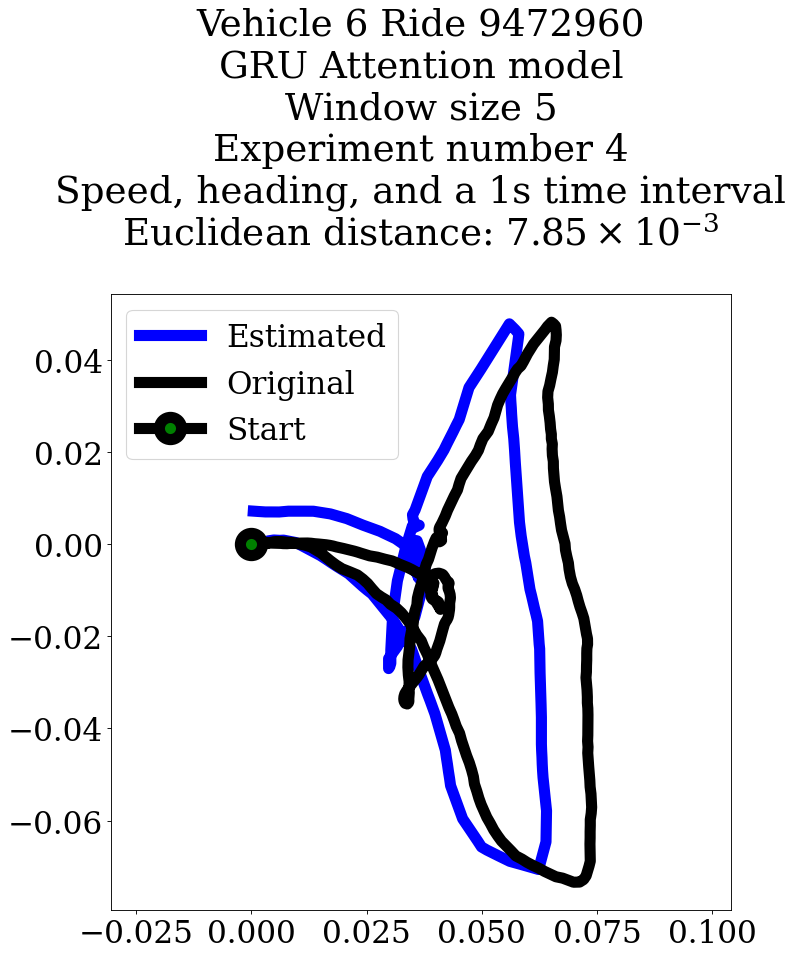 Vehicle 6 Ride 9472960
GRU Attention model
Window size 5
Experiment number 4
Speed, heading, and a 1s time interval
Euclidean distance: 7.85 × 10⁻³
Estimated
Original
Start
0.04
0.02
0.00
−0.02
−0.04
−0.06
−0.025 0.000 0.025 0.050 0.075 0.100